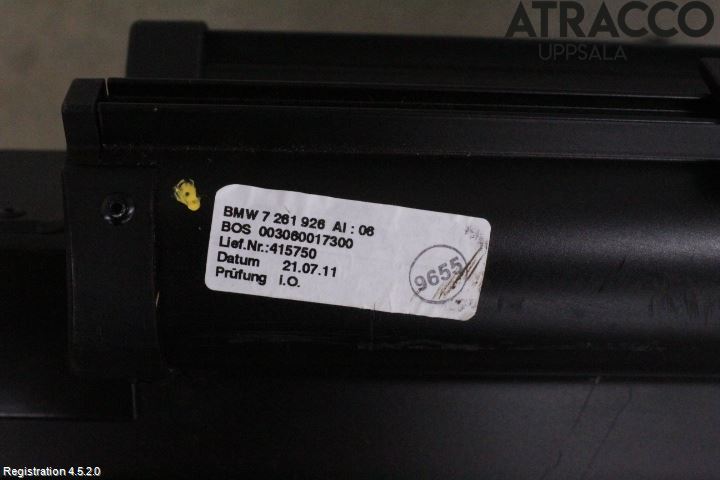 ATRACCO
UPPSALA
BMW 7 261 926 AI : 06
BOS 003060017300
Lief.Nr.:415750
Datum 21.07.11
Prüfung i.O.
9655
Registration 4.5.2.0